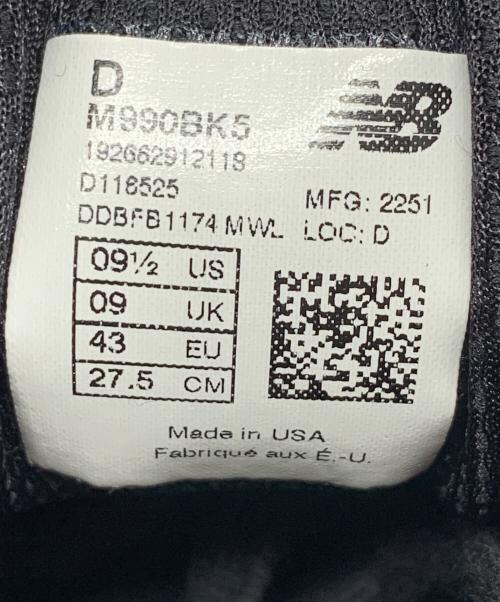 D
NB
M990BK5
192662912118
D118525
MFG: 2251
DDBFB1174 MWL LOC: D
09½ US
09 UK
43 EU
27.5 CM
Made in USA
Fabriqué aux É.-U.